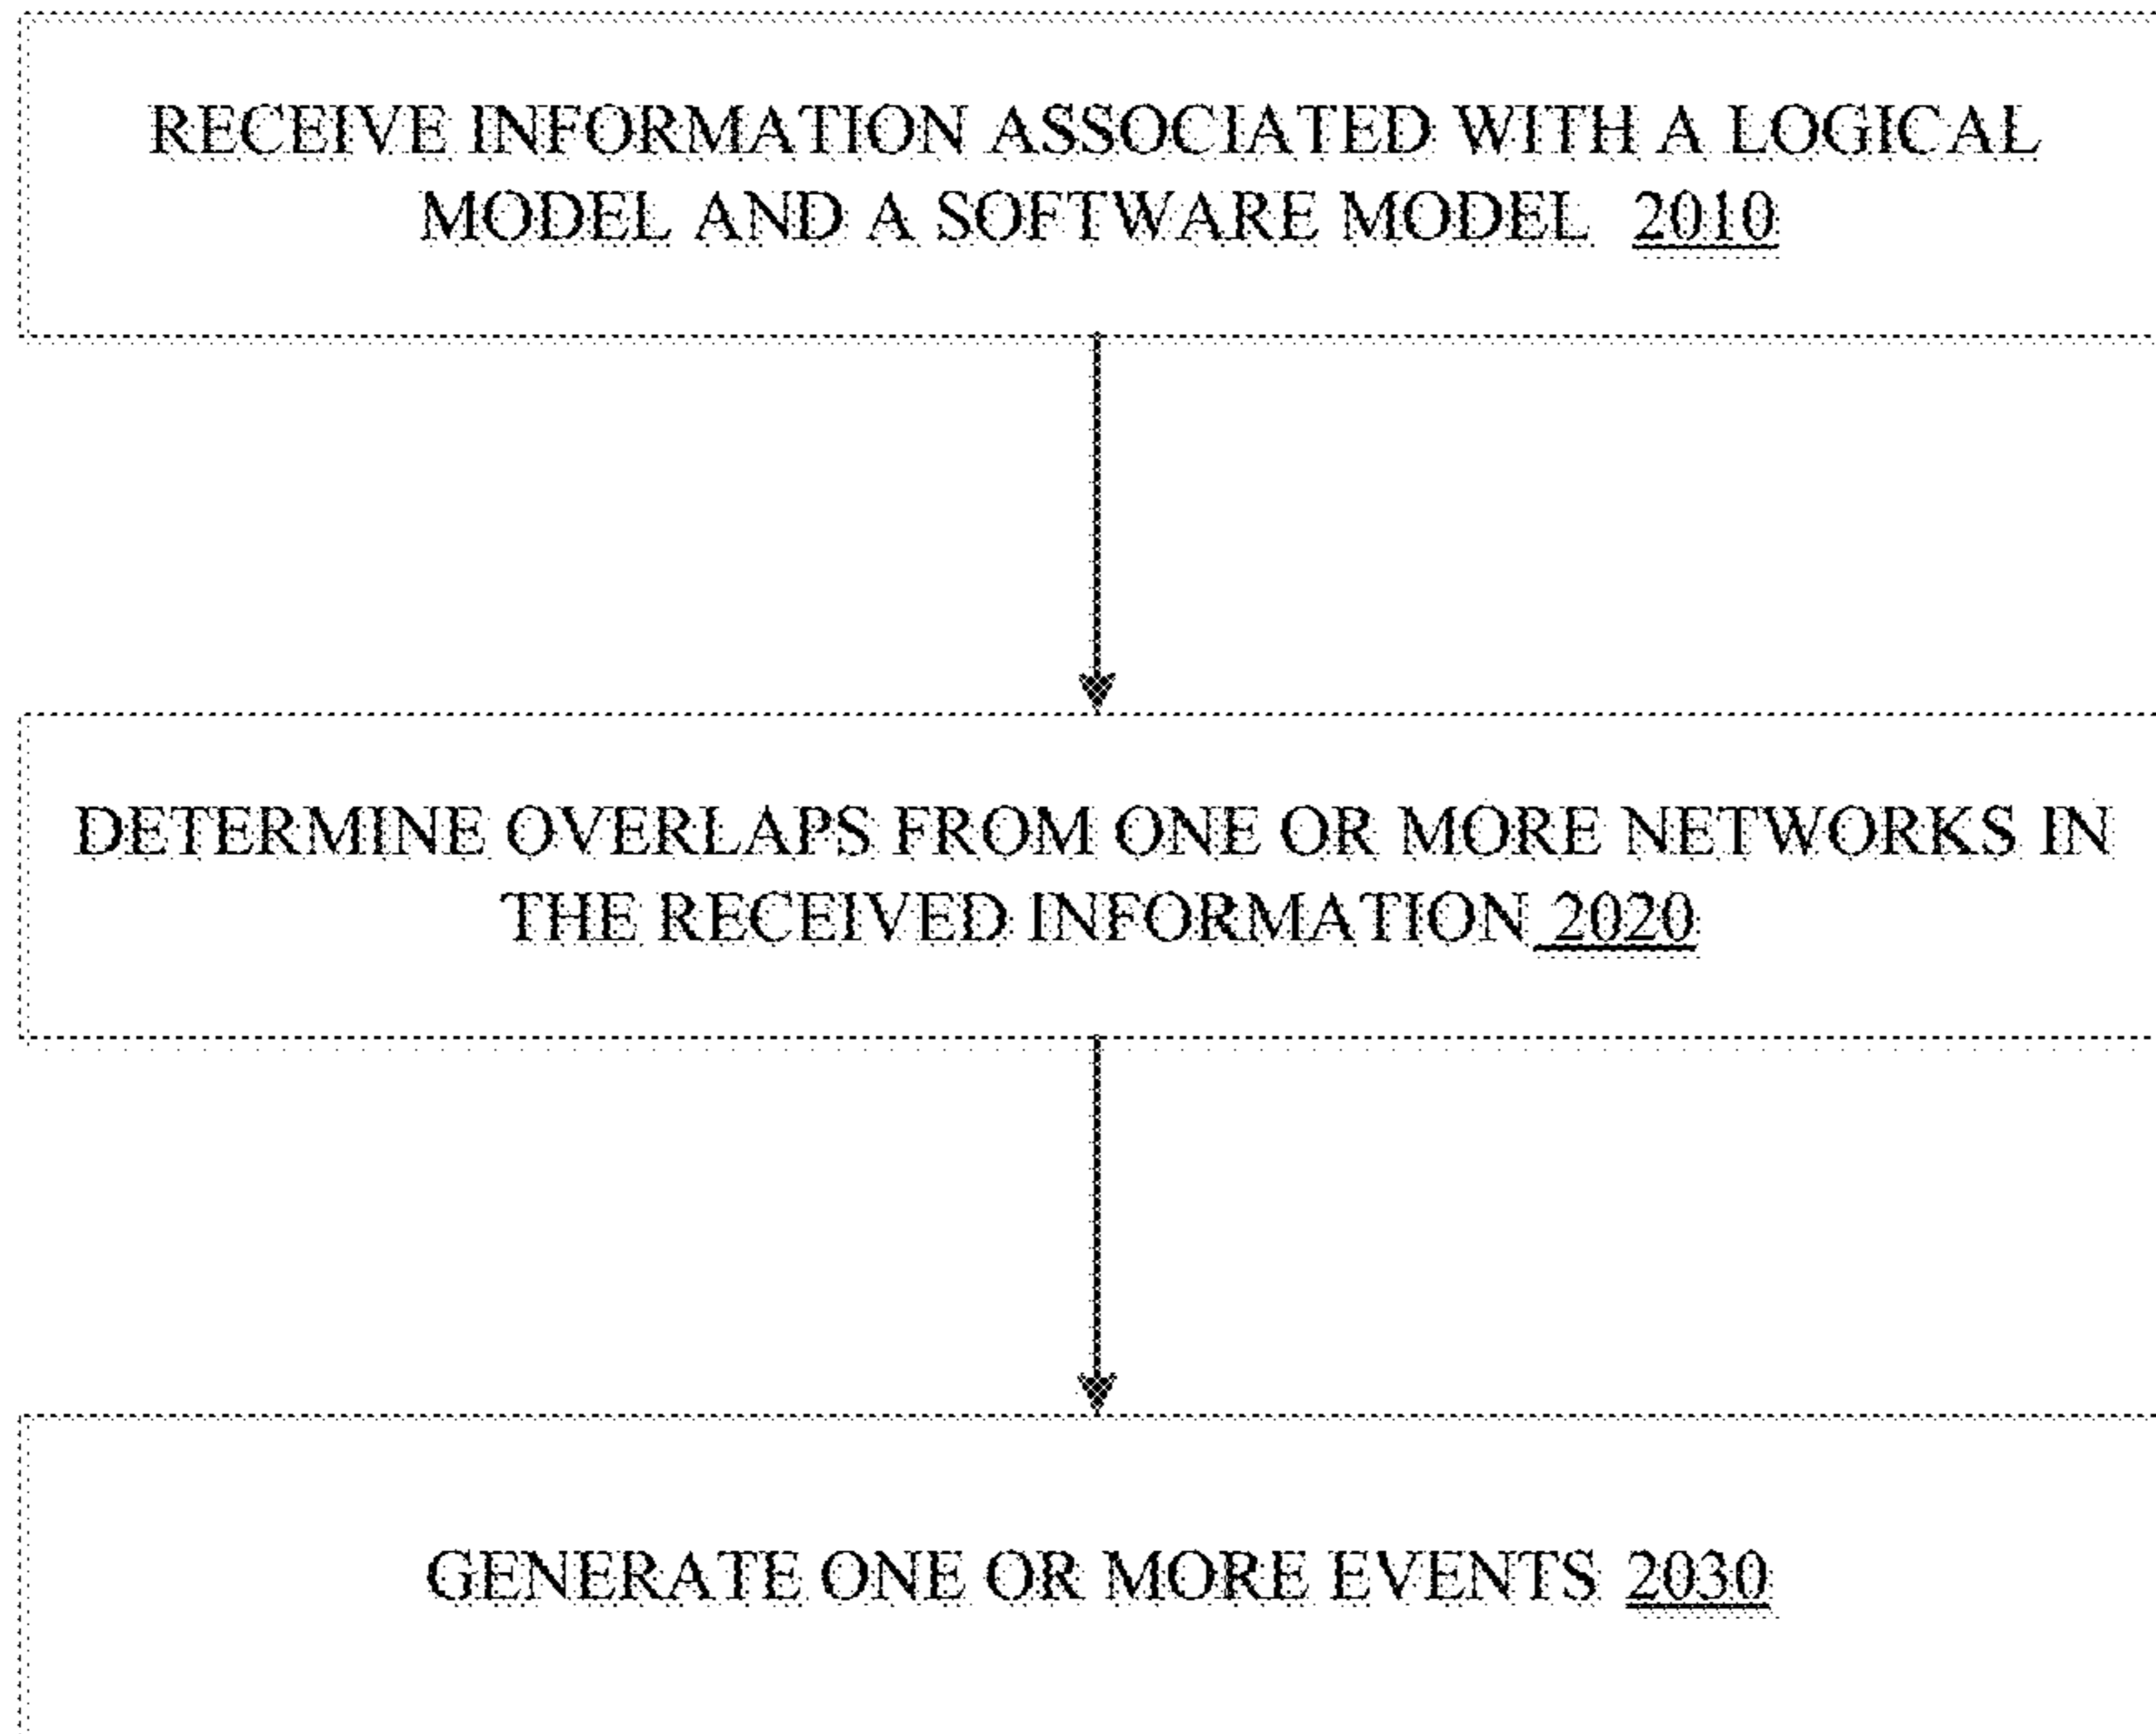 RECEIVE INFORMATION ASSOCIATED WITH A LOGICAL
MODEL AND A SOFTWARE MODEL 2010
DETERMINE OVERLAPS FROM ONE OR MORE NETWORKS IN
THE RECEIVED INFORMATION 2020
GENERATE ONE OR MORE EVENTS 2030